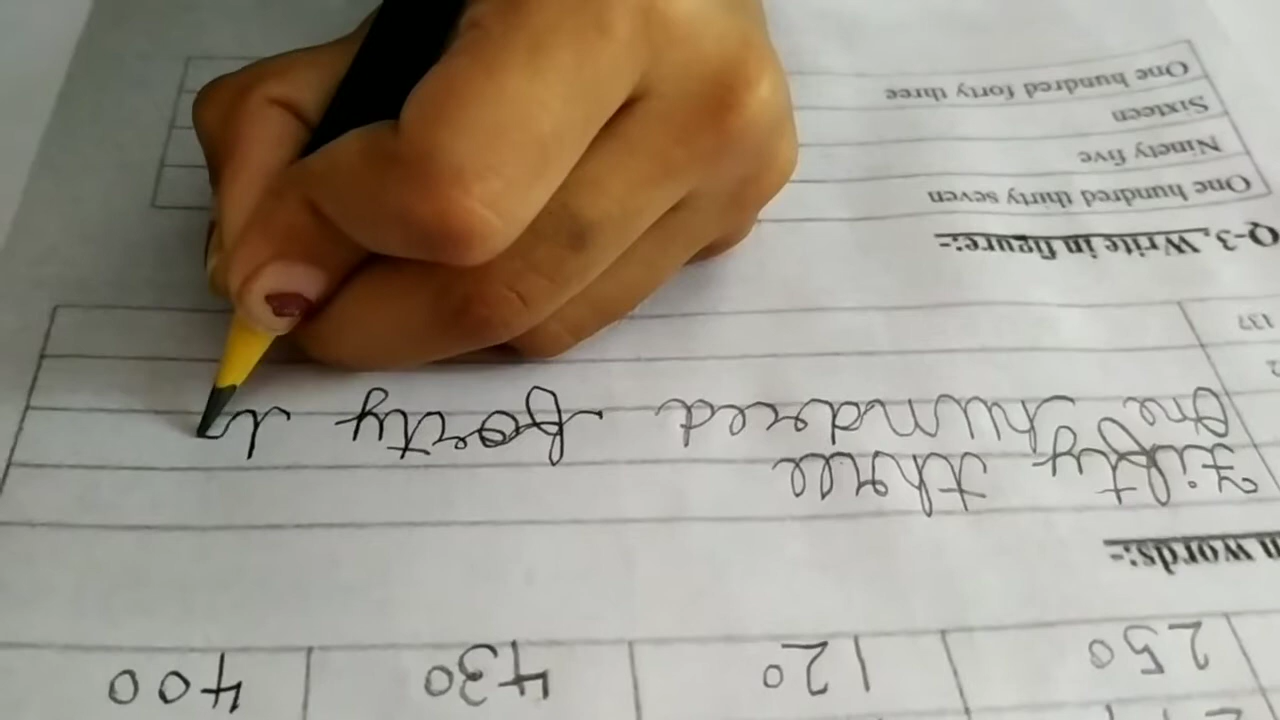 250 120 430 400
words:-
Fifty three
One hundred forty
137
Q-3. Write in figure:-
One hundred thirty seven
Ninety five
Sixteen
One hundred forty three